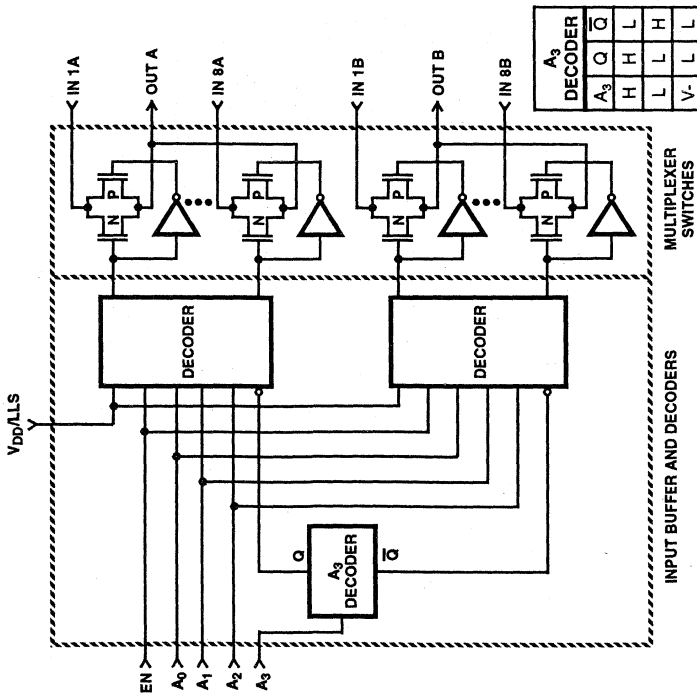 IN 1A
OUT A
IN 8A
IN 1B
OUT B
IN 8B
N P
N P
N P
N P
MULTIPLEXER
SWITCHES
V_DD/LLS
DECODER
DECODER
INPUT BUFFER AND DECODERS
Q
A3
DECODER
Q̅
EN
A0
A1
A2
A3
A3
DECODER
A3 Q Q̅
H H L
L L H
V- L L